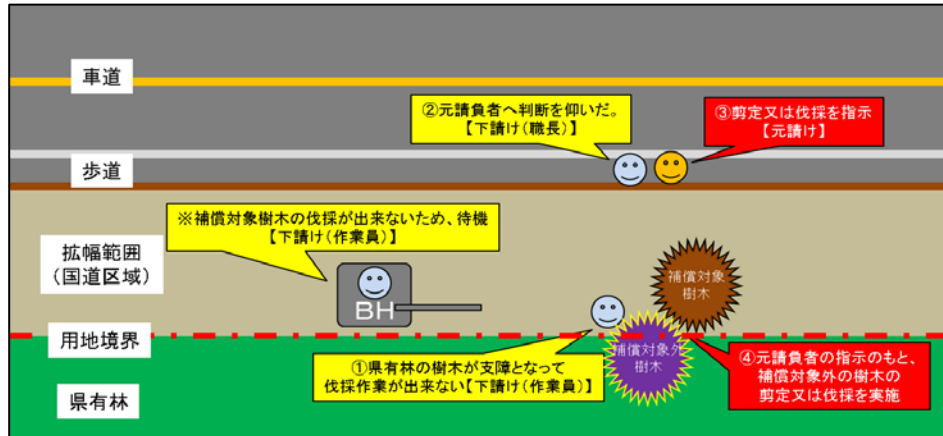 車道
②元請負者へ判断を仰いだ。
【下請け(職長)】
③剪定又は伐採を指示
【元請け】
歩道
※補償対象樹木の伐採が出来ないため、待機
【下請け(作業員)】
拡幅範囲
(国道区域)
BH
補償対象
樹木
用地境界
①県有林の樹木が支障となって
伐採作業が出来ない【下請け(作業員)】
補償対象外
樹木
④元請負者の指示のもと、
補償対象外の樹木の
剪定又は伐採を実施
県有林